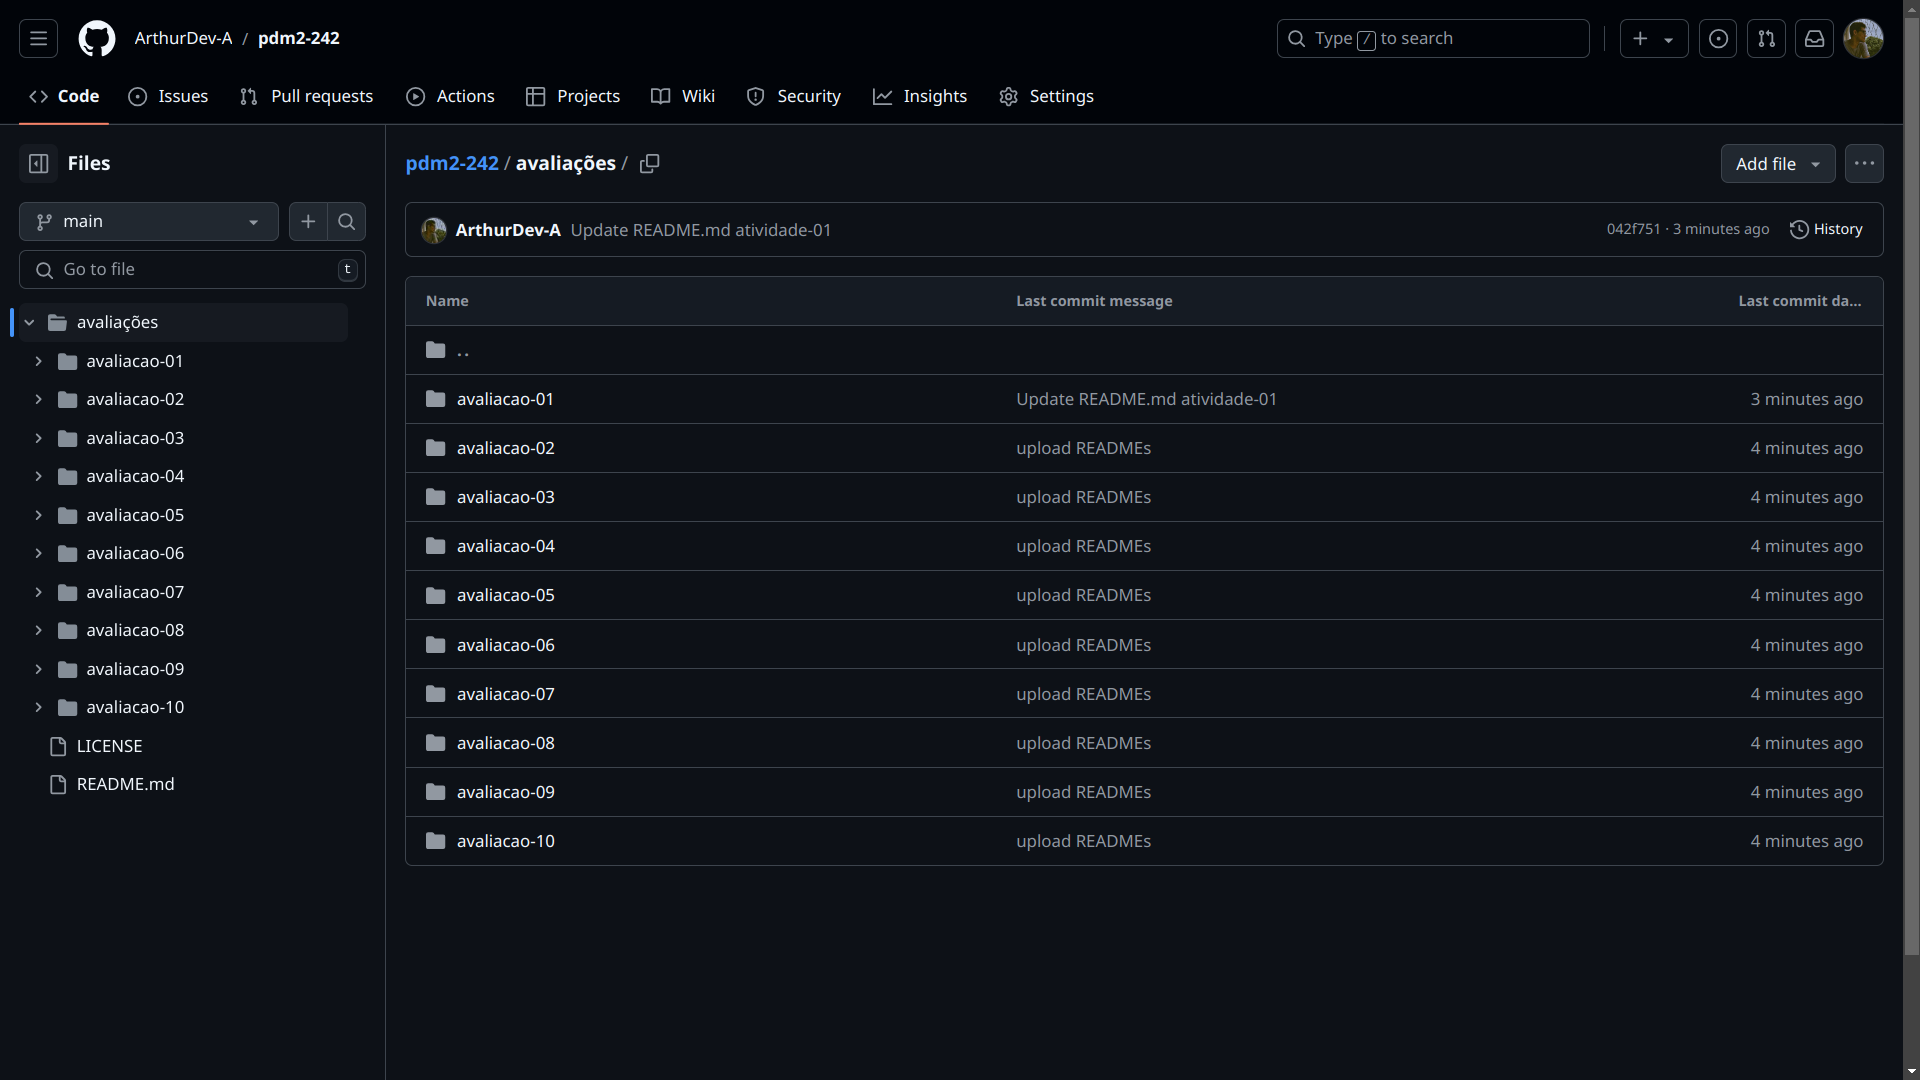 ArthurDev-A / pdm2-242
Type / to search
Code Issues Pull requests Actions Projects Wiki Security Insights Settings
Files
main
Go to file t
avaliações
avaliacao-01
avaliacao-02
avaliacao-03
avaliacao-04
avaliacao-05
avaliacao-06
avaliacao-07
avaliacao-08
avaliacao-09
avaliacao-10
LICENSE
README.md
pdm2-242 / avaliações /
Add file
ArthurDev-A Update README.md atividade-01 042f751 · 3 minutes ago History
Name Last commit message Last commit da...
..
avaliacao-01 Update README.md atividade-01 3 minutes ago
avaliacao-02 upload READMEs 4 minutes ago
avaliacao-03 upload READMEs 4 minutes ago
avaliacao-04 upload READMEs 4 minutes ago
avaliacao-05 upload READMEs 4 minutes ago
avaliacao-06 upload READMEs 4 minutes ago
avaliacao-07 upload READMEs 4 minutes ago
avaliacao-08 upload READMEs 4 minutes ago
avaliacao-09 upload READMEs 4 minutes ago
avaliacao-10 upload READMEs 4 minutes ago